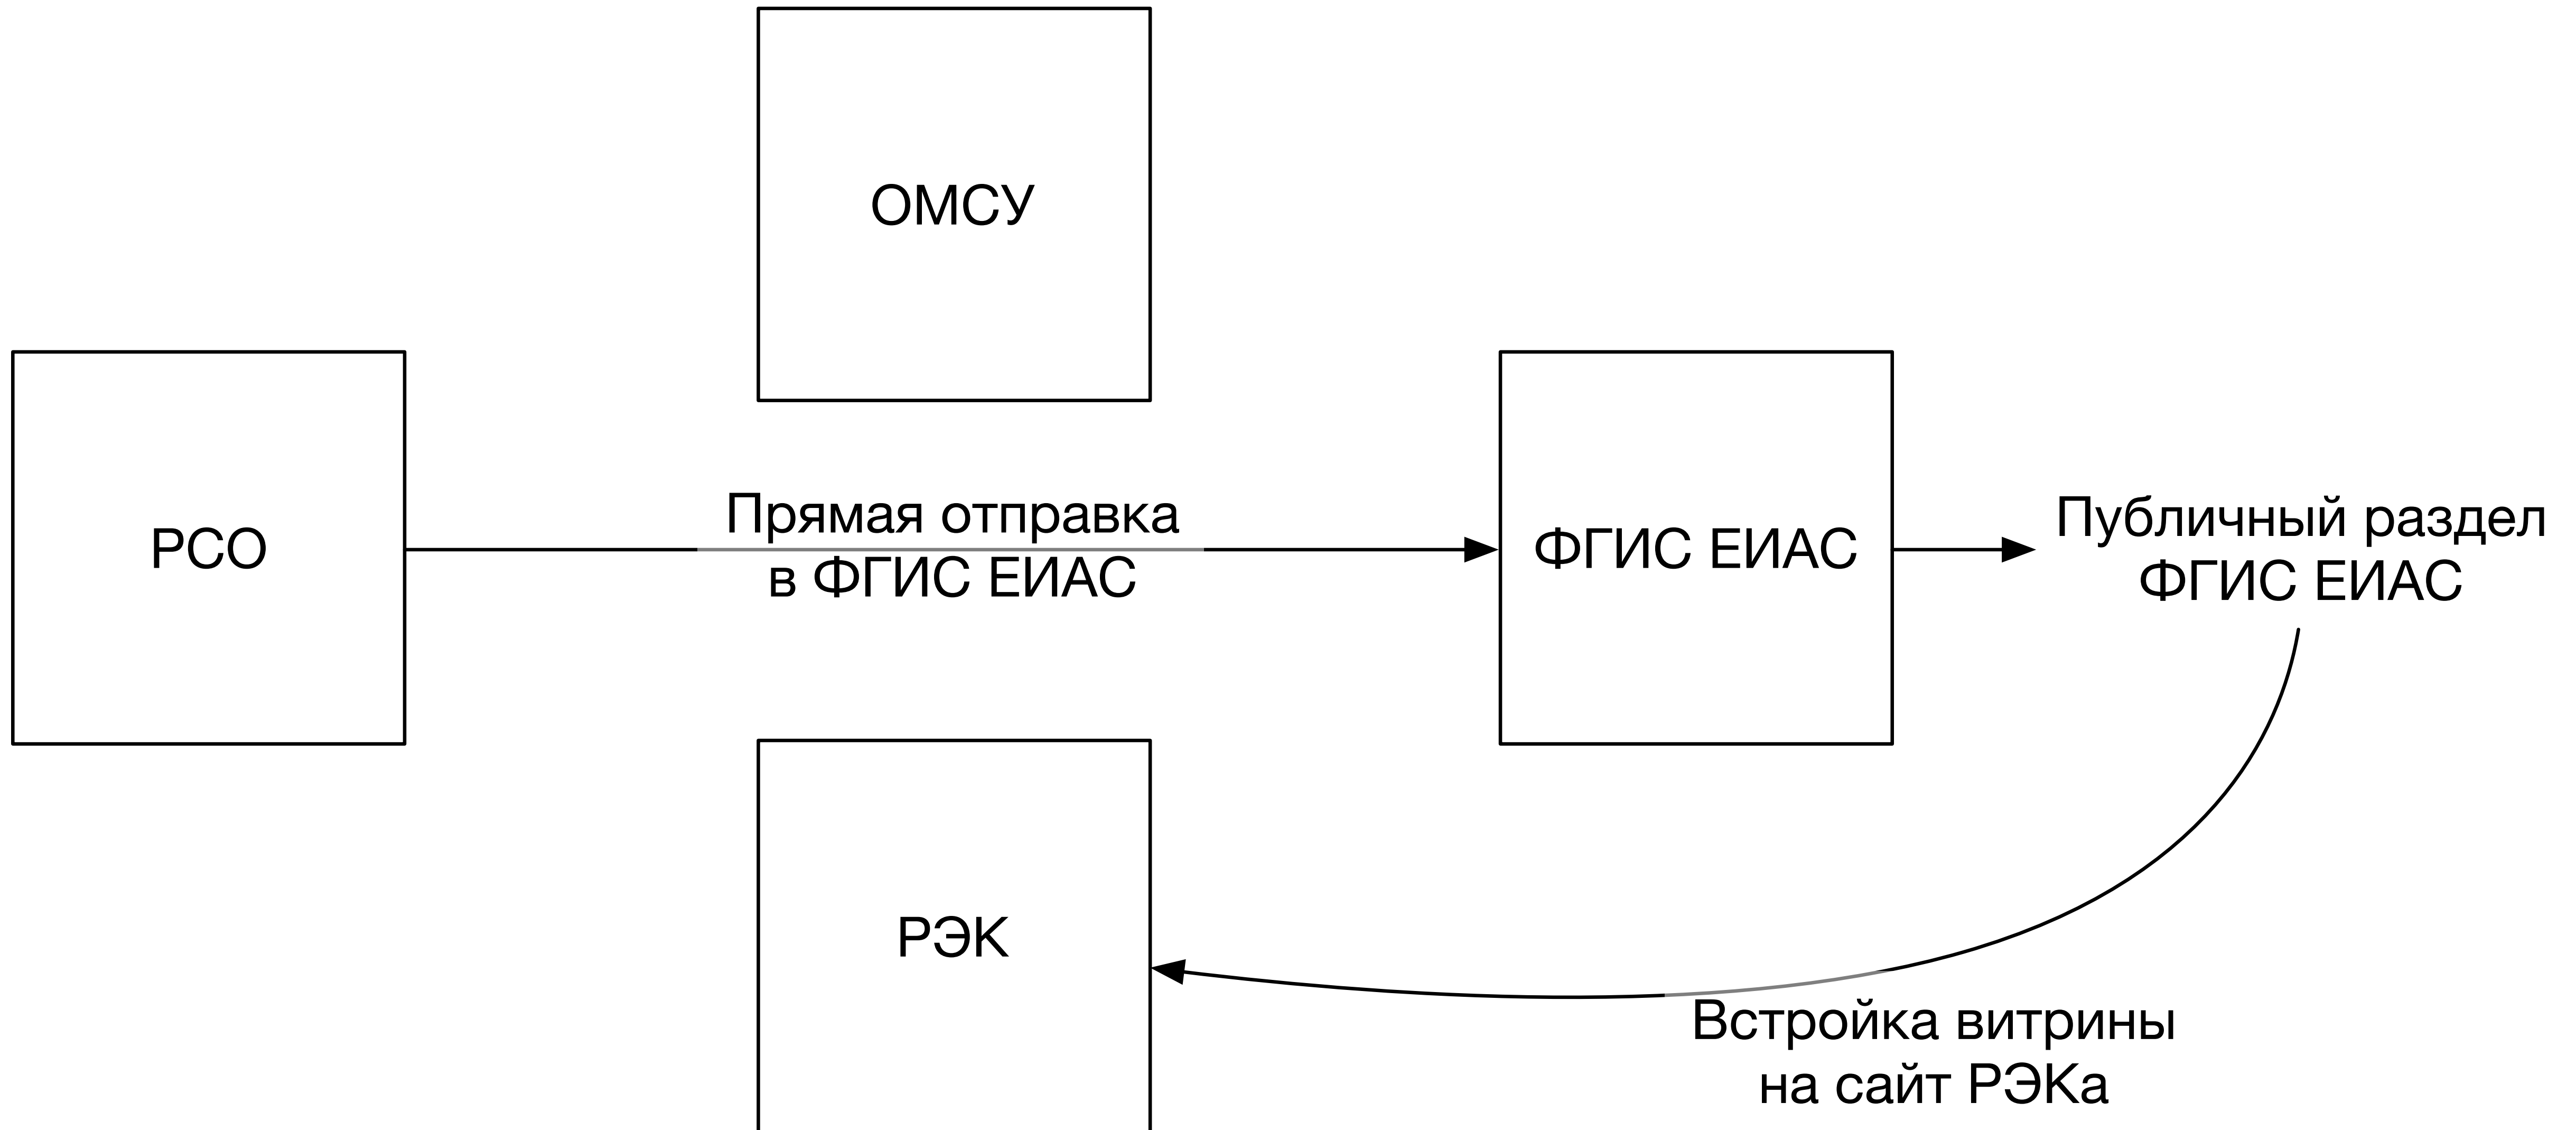 ОМСУ
РСО
Прямая отправка
в ФГИС ЕИАС
ФГИС ЕИАС
Публичный раздел
ФГИС ЕИАС
РЭК
Встройка витрины
на сайт РЭКа